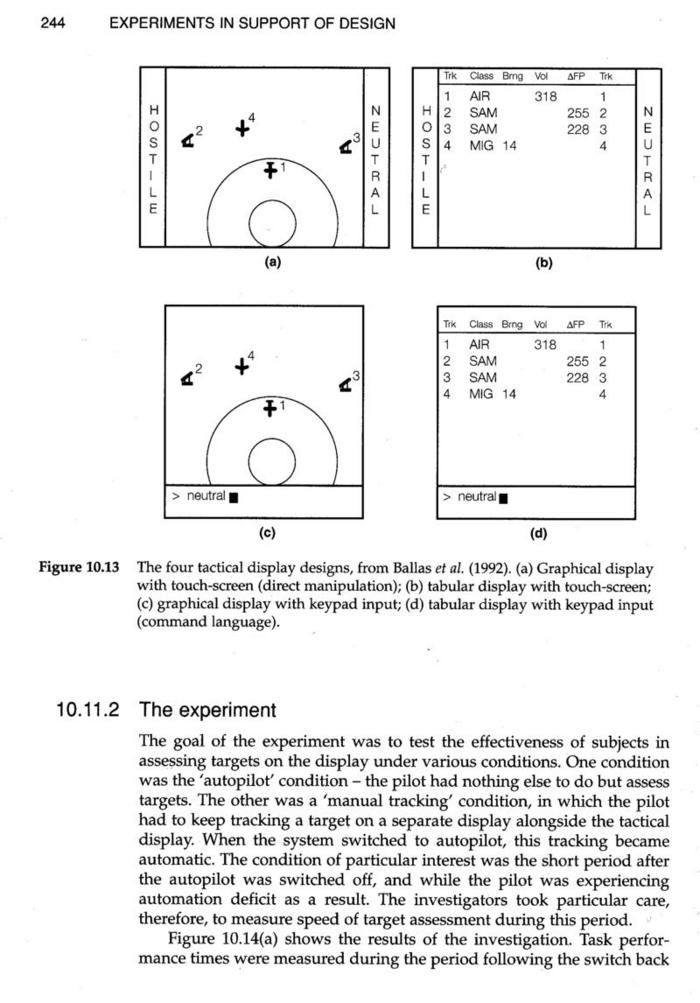 244 EXPERIMENTS IN SUPPORT OF DESIGN
HOSTILE
2
4
3
1
NEUTRAL
(a)
HOSTILE
Trk Class Brng Vol ΔFP Trk
1 AIR 318 1
2 SAM 255 2
3 SAM 228 3
4 MIG 14 4
NEUTRAL
(b)
2
4
3
1
> neutral
(c)
Trk Class Brng Vol ΔFP Trk
1 AIR 318 1
2 SAM 255 2
3 SAM 228 3
4 MIG 14 4
> neutral
(d)
Figure 10.13 The four tactical display designs, from Ballas et al. (1992). (a) Graphical display
with touch-screen (direct manipulation); (b) tabular display with touch-screen;
(c) graphical display with keypad input; (d) tabular display with keypad input
(command language).
10.11.2 The experiment
The goal of the experiment was to test the effectiveness of subjects in
assessing targets on the display under various conditions. One condition
was the 'autopilot' condition – the pilot had nothing else to do but assess
targets. The other was a 'manual tracking' condition, in which the pilot
had to keep tracking a target on a separate display alongside the tactical
display. When the system switched to autopilot, this tracking became
automatic. The condition of particular interest was the short period after
the autopilot was switched off, and while the pilot was experiencing
automation deficit as a result. The investigators took particular care,
therefore, to measure speed of target assessment during this period.
Figure 10.14(a) shows the results of the investigation. Task perfor-
mance times were measured during the period following the switch back